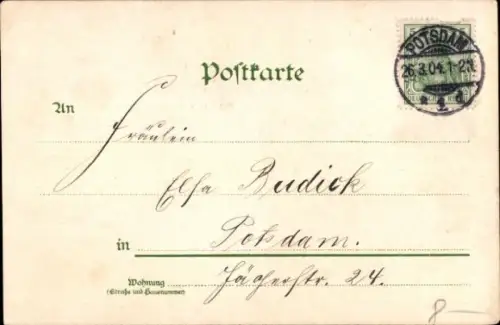 POTSDAM
26.3.04.1-2N
* 1 d
Postkarte
An
Fräulein
Elsa Budick
in Potsdam.
Wohnung Jägerstr. 24.
(Straße und Hausnummer)
8-